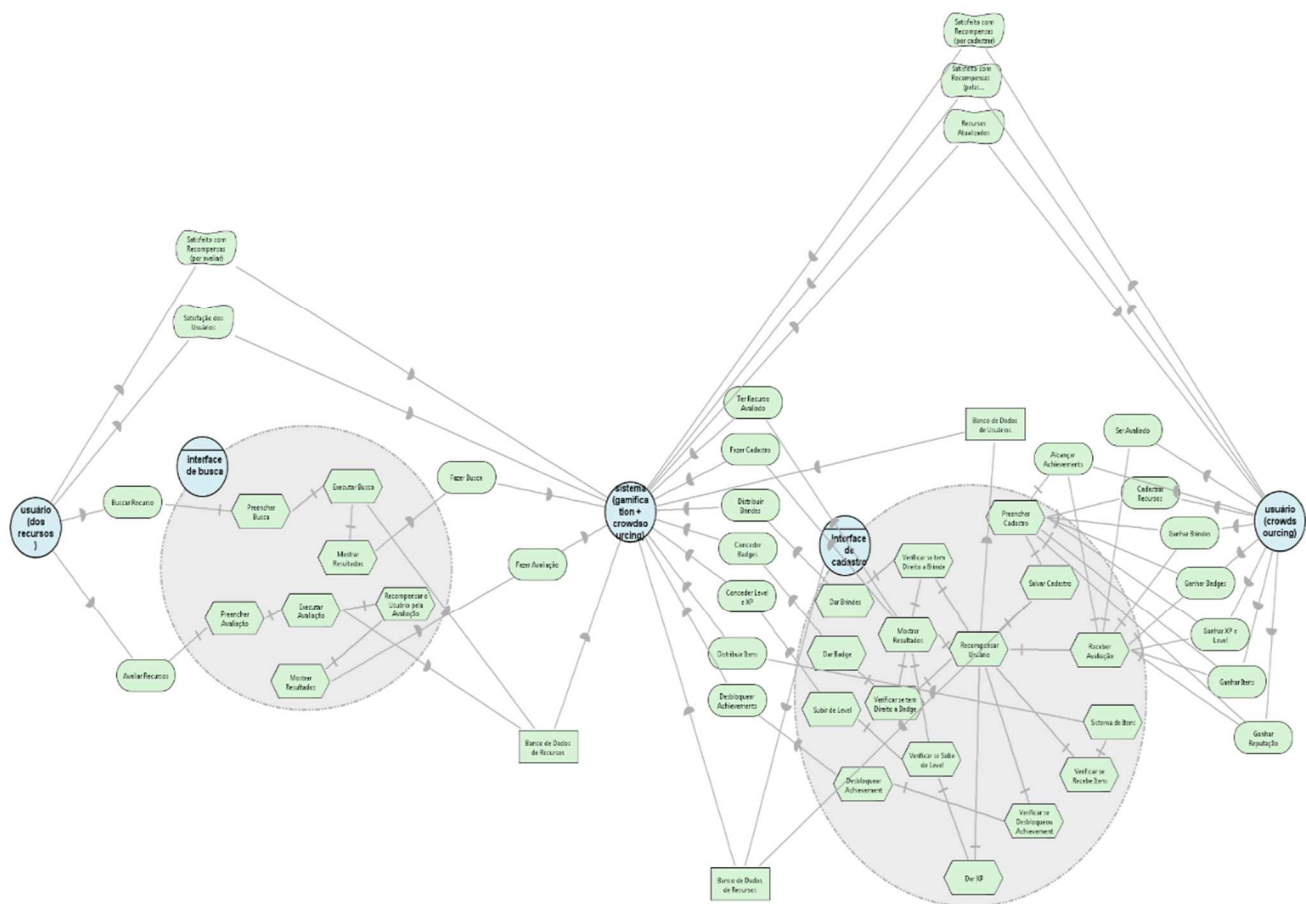 Satisfeito com
Recompensas
(por cadastrar)
Satisfeito com
Recompensas
(pelas...
Recursos
Atualizados
Satisfeito com
Recompensas
(por avaliar)
Satisfação dos
Usuários
Interface
de busca
usuário
(dos
recursos
)
Buscar Recurso
Preencher
Busca
Executar Busca
Mostrar
Resultados
Fazer Busca
Preencher
Avaliação
Executar
Avaliação
Recompensar o
Usuário pela
Avaliação
Mostrar
Resultados
Avaliar Recursos
Fazer Avaliação
Banco de Dados
de Recursos
sistema
(gamifica
tion +
crowdso
urcing)
Ter Recurso
Avaliado
Fazer Cadastro
Distribuir
Brindes
Conceder
Badges
Conceder Level
e XP
Distribuir Itens
Desbloquear
Achievements
Banco de Dados
de Recursos
Banco de Dados
de Usuários
Interface
de
cadastro
Preencher
Cadastro
Verificar se tem
Direito a Brinde
Salvar Cadastro
Dar Brindes
Mostrar
Resultados
Recompensar
Usuário
Receber
Avaliação
Dar Badge
Verificar se tem
Direito a Badge
Subir de Level
Verificar se Sobe
de Level
Sistema de Itens
Verificar se
Recebe Itens
Desbloquear
Achievement
Verificar se
Desbloqueou
Achievement
Dar XP
Ser Avaliado
Alcançar
Achievements
Cadastrar
Recursos
Ganhar Brindes
Ganhar Badges
Ganhar XP e
Level
Ganhar Itens
Ganhar
Reputação
usuário
(crowds
ourcing)